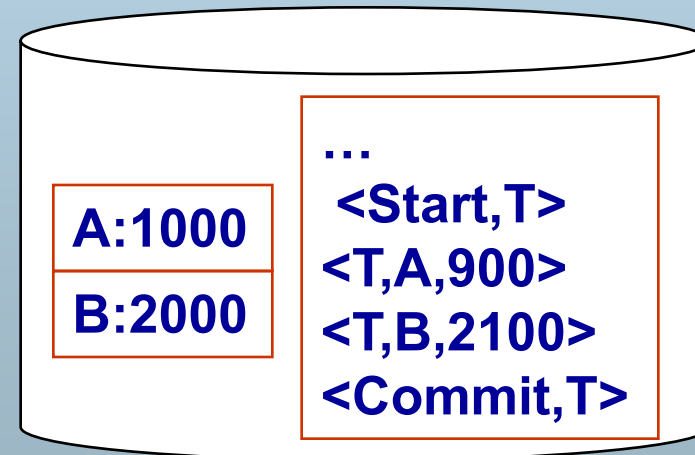 A:1000
B:2000
…
<Start,T>
<T,A,900>
<T,B,2100>
<Commit,T>